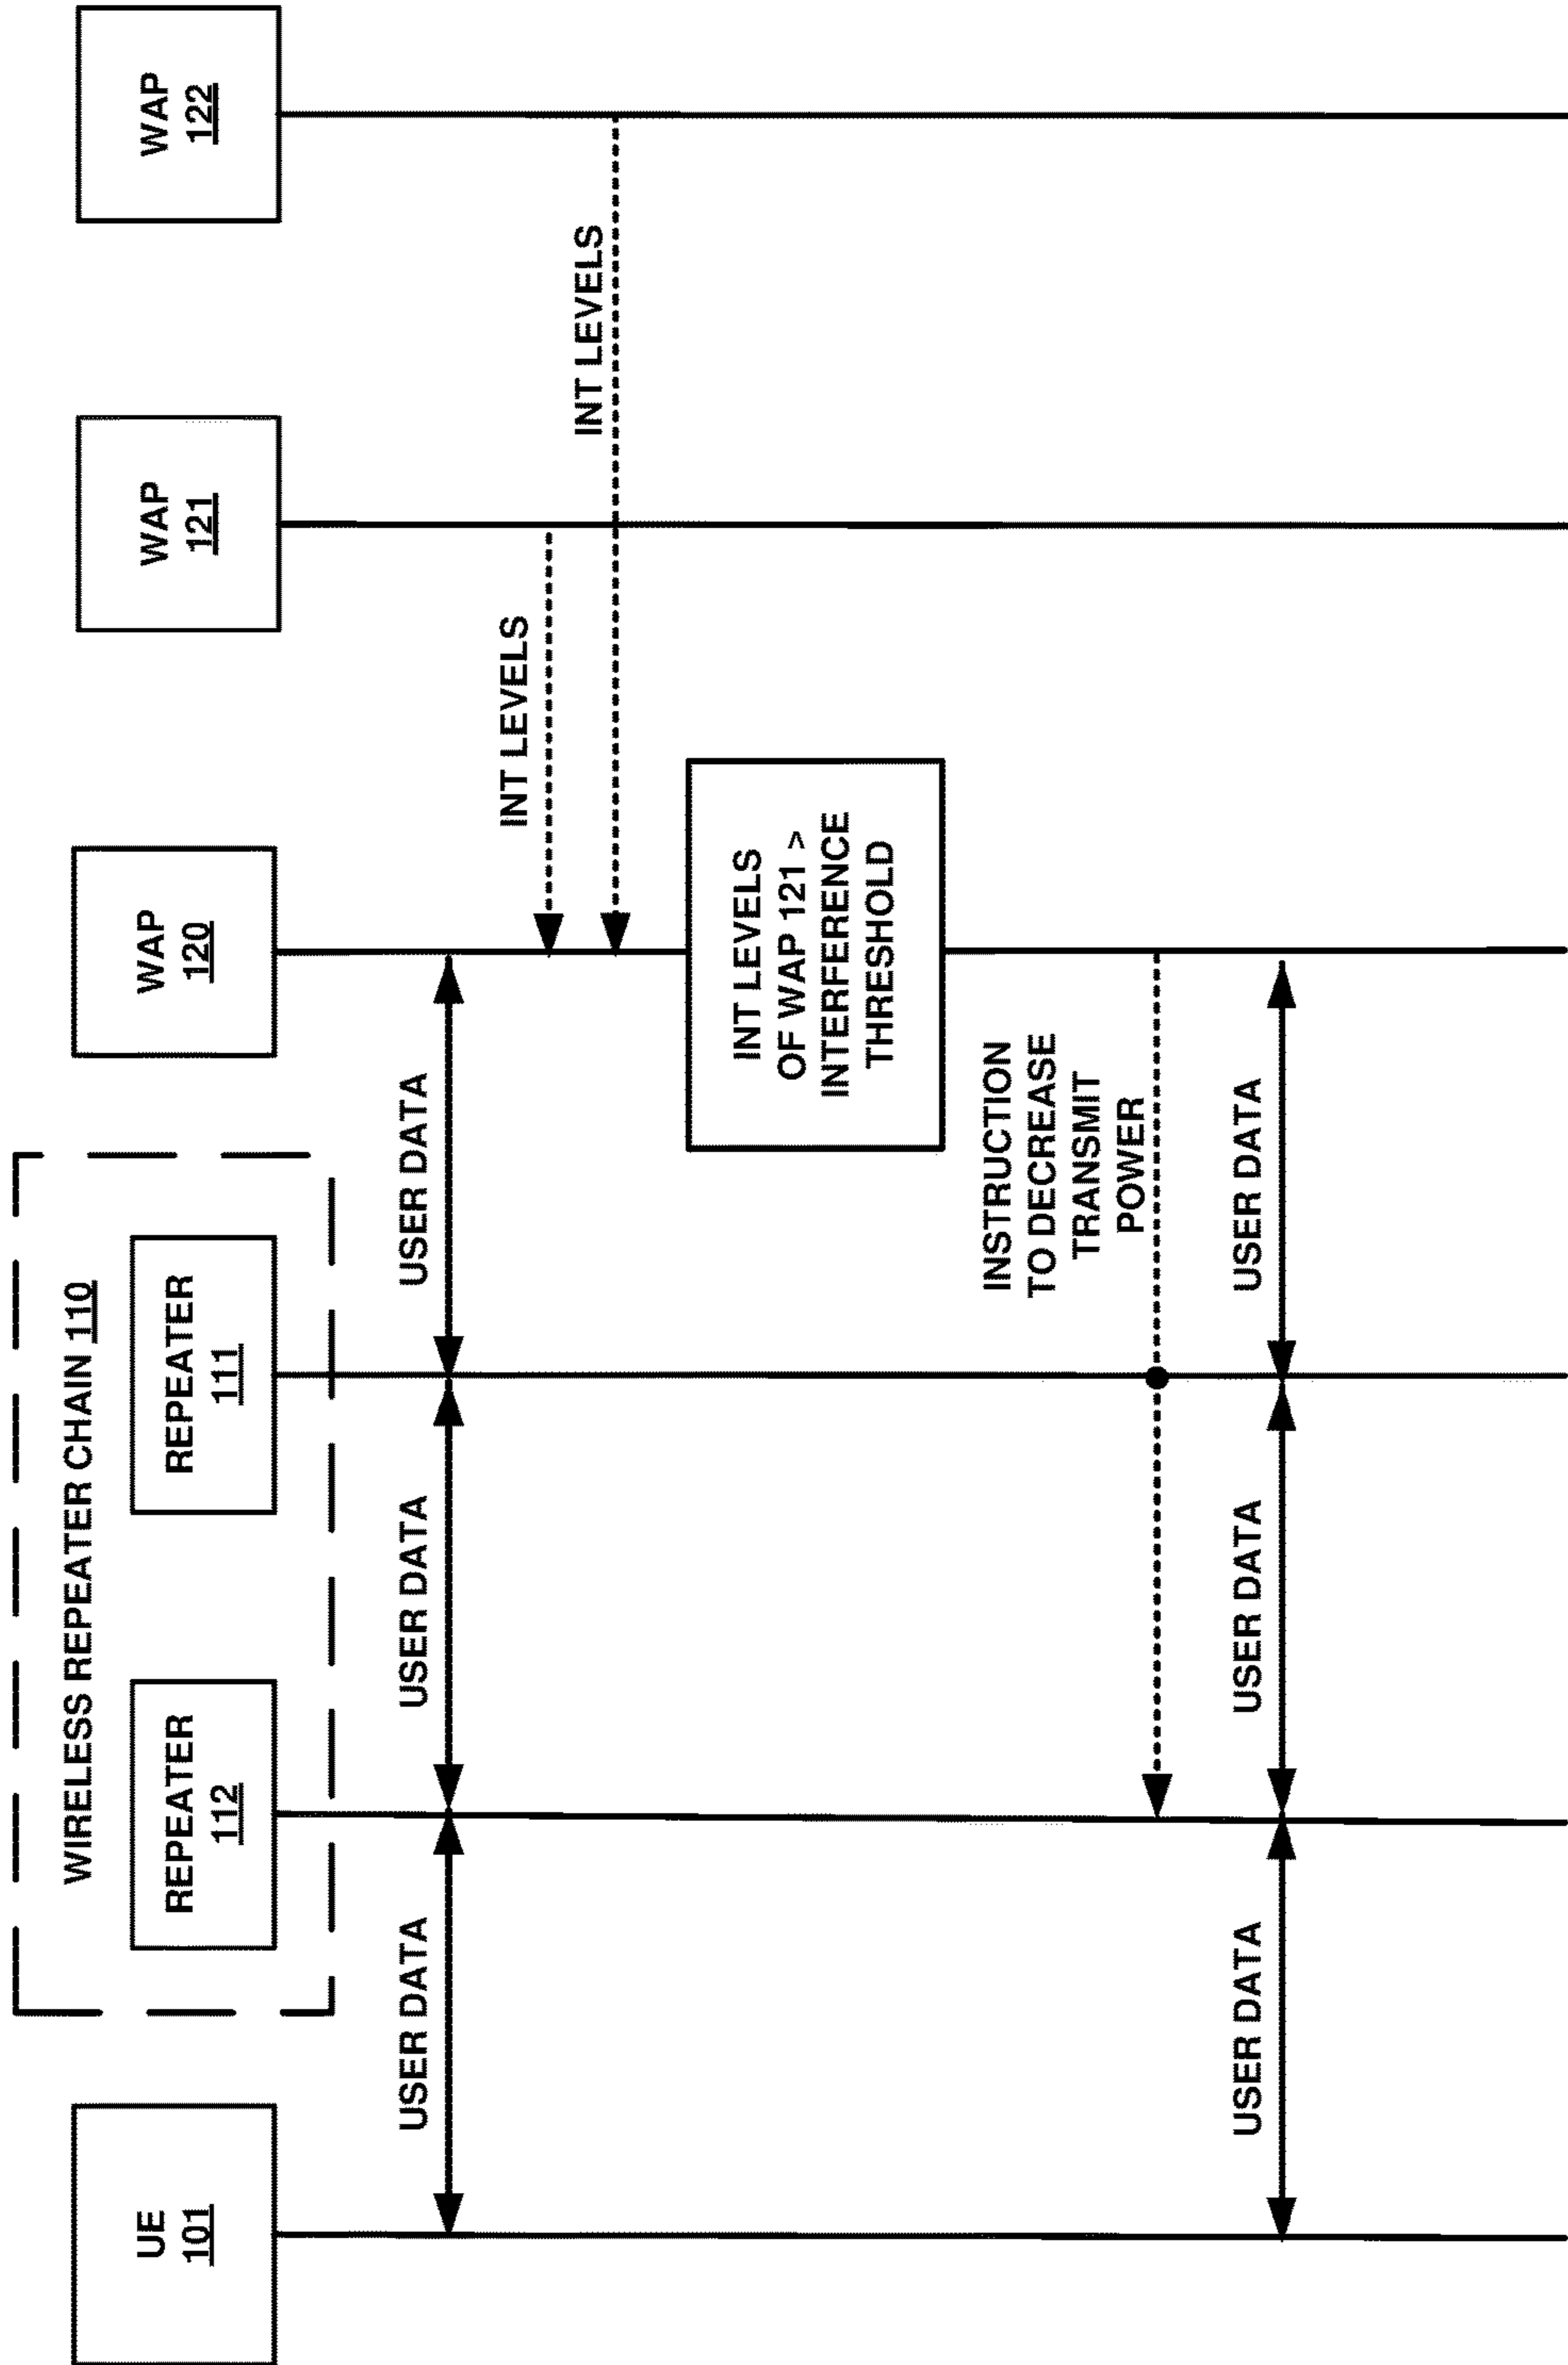 WIRELESS REPEATER CHAIN 110
UE
101
REPEATER
112
REPEATER
111
WAP
120
WAP
121
WAP
122
USER DATA
USER DATA
USER DATA
INT LEVELS
INT LEVELS
INT LEVELS
OF WAP 121 >
INTERFERENCE
THRESHOLD
INSTRUCTION
TO DECREASE
TRANSMIT
POWER
USER DATA
USER DATA
USER DATA